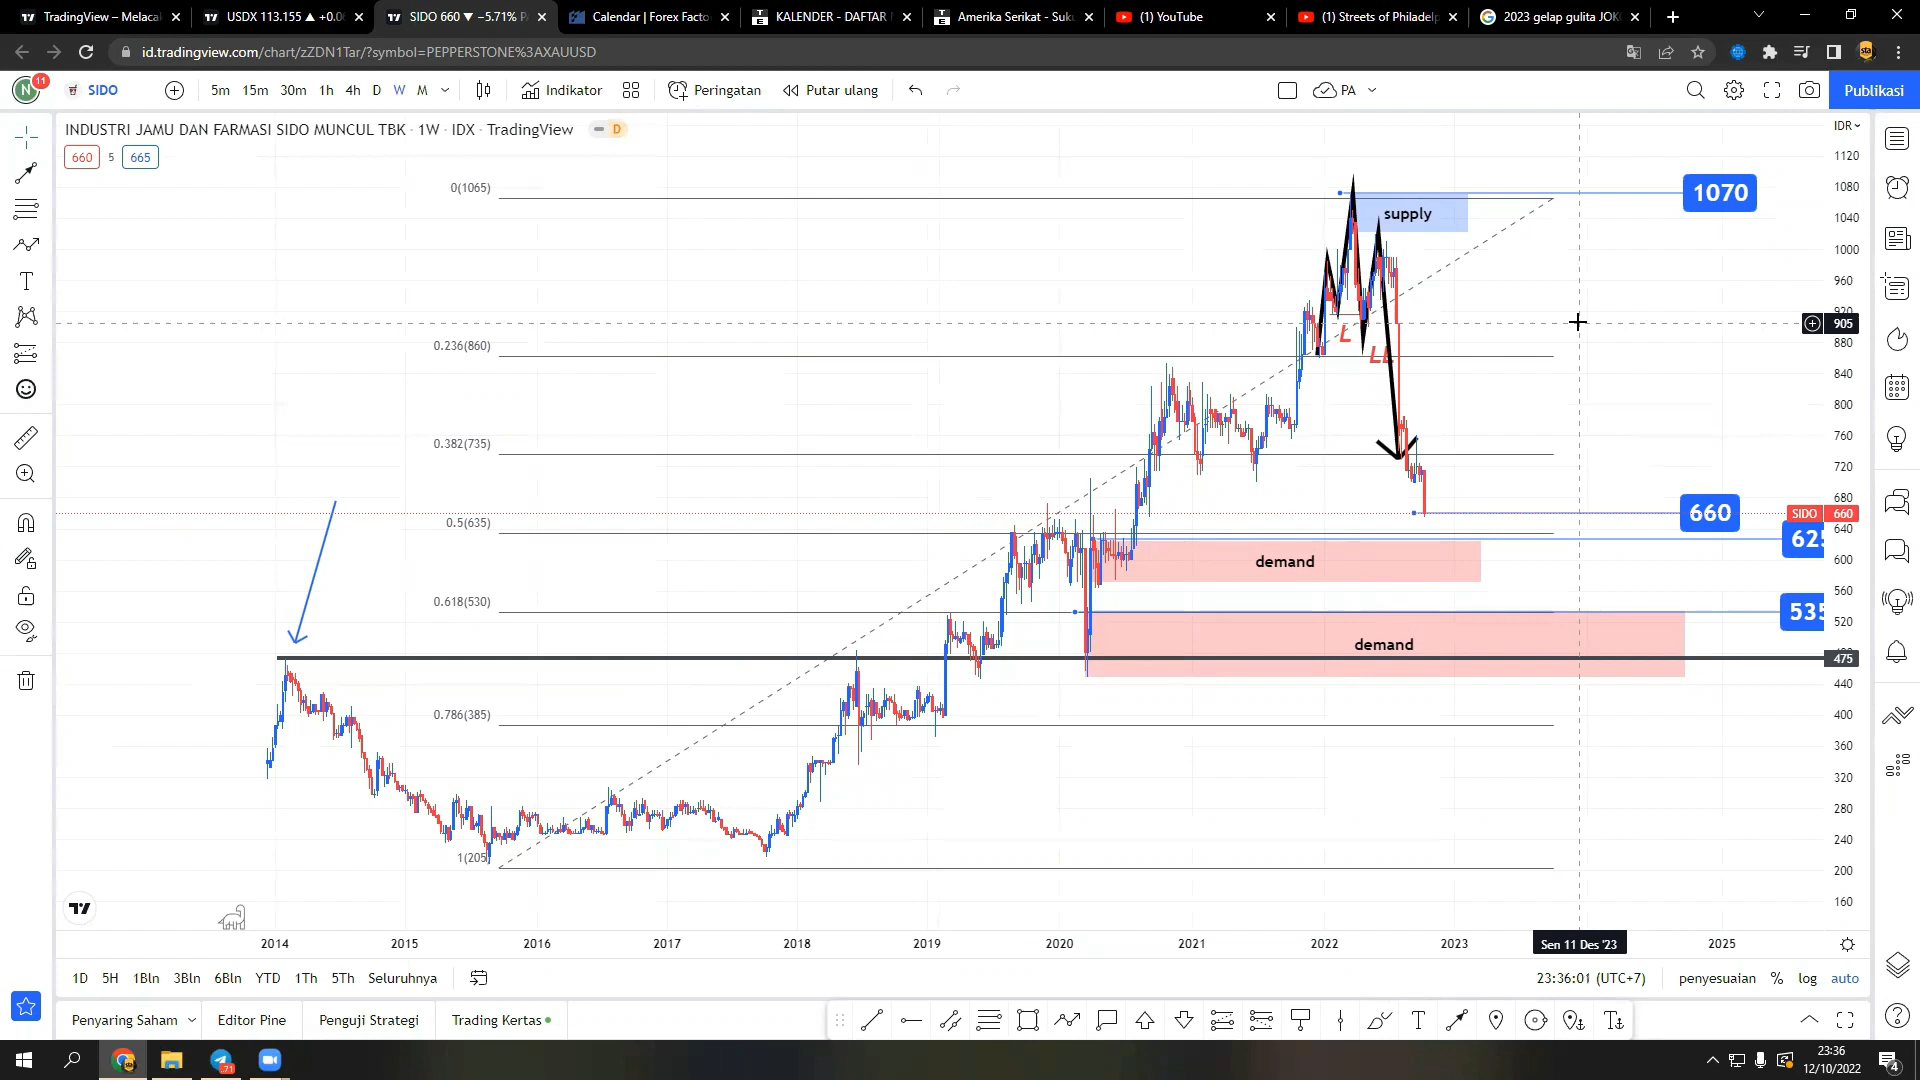 TradingView – Melacak
USDX 113.155 ▲ +0.0
SIDO 660 ▼ −5.71% P
Calendar | Forex Facto
KALENDER - DAFTAR
Amerika Serikat - Suku
(1) YouTube
(1) Streets of Philadelp
2023 gelap gulita JOK
id.tradingview.com/chart/zZDN1Tar/?symbol=PEPPERSTONE%3AXAUUSD
N 11 SIDO 5m 15m 30m 1h 4h D W M Indikator Peringatan Putar ulang PA Publikasi
INDUSTRI JAMU DAN FARMASI SIDO MUNCUL TBK · 1W · IDX · TradingView D
IDR
660 5 665
1120
1080
1040
1000
960
920
905
880
840
800
760
720
680
SIDO 660
640
600
560
520
475
440
400
360
320
280
240
200
160
0(1065)
0.236(860)
0.382(735)
0.5(635)
0.618(530)
0.786(385)
1(205)
1070
supply
L
LL
660
625
demand
535
demand
2014 2015 2016 2017 2018 2019 2020 2021 2022 2023 Sen 11 Des '23 2025
1D 5H 1Bln 3Bln 6Bln YTD 1Th 5Th Seluruhnya 23:36:01 (UTC+7) penyesuaian % log auto
Penyaring Saham Editor Pine Penguji Strategi Trading Kertas
71
23:36
12/10/2022
4